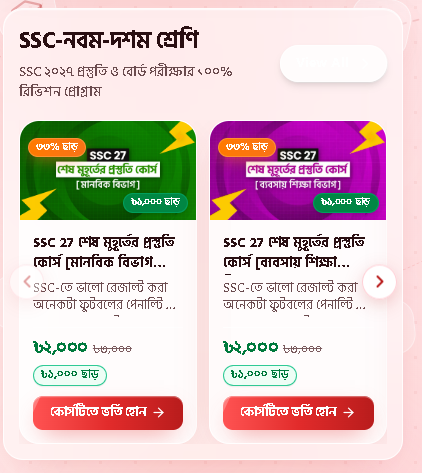 SSC-নবম-দশম শ্রেণি
SSC ২০২৭ প্রস্তুতি ও বোর্ড পরীক্ষার ১০০%
রিভিশন প্রোগ্রাম
৩৩% ছাড়
SSC 27
শেষ মুহূর্তের প্রস্তুতি কোর্স
[মানবিক বিভাগ]
৳১,০০০ ছাড়
SSC 27 শেষ মুহূর্তের প্রস্তুতি
কোর্স [মানবিক বিভাগ...
SSC-তে ভালো রেজাল্ট করা
অনেকটা ফুটবলের পেনাল্টি ...
৳২,০০০ ৳৩,০০০
৳১,০০০ ছাড়
কোর্সটিতে ভর্তি হোন →
৩৩% ছাড়
SSC 27
শেষ মুহূর্তের প্রস্তুতি কোর্স
[ব্যবসায় শিক্ষা বিভাগ]
৳১,০০০ ছাড়
SSC 27 শেষ মুহূর্তের প্রস্তুতি
কোর্স [ব্যবসায় শিক্ষা...
SSC-তে ভালো রেজাল্ট করা
অনেকটা ফুটবলের পেনাল্টি ...
৳২,০০০ ৳৩,০০০
৳১,০০০ ছাড়
কোর্সটিতে ভর্তি হোন →